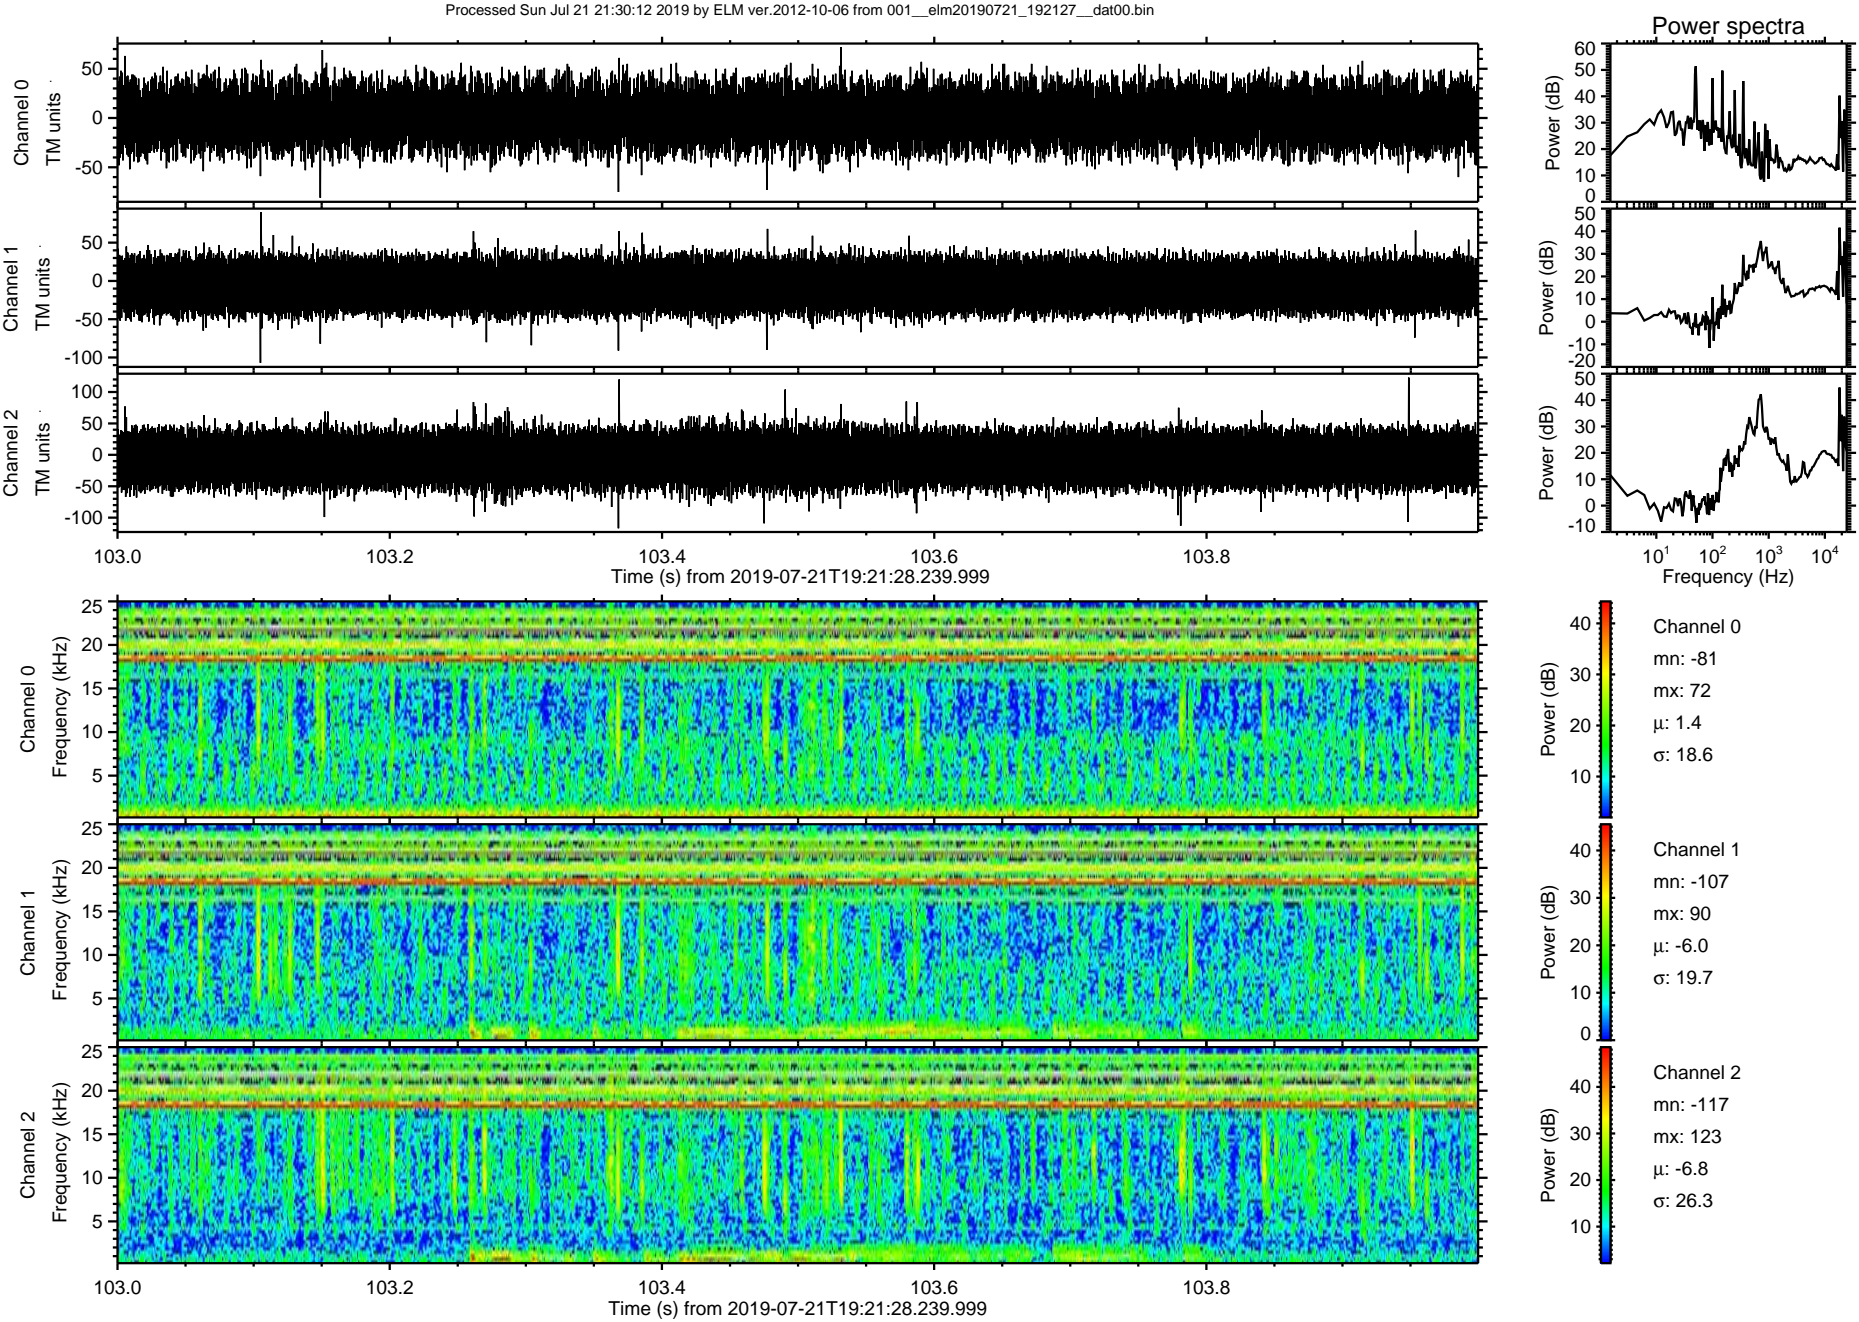 Processed Sun Jul 21 21:30:12 2019 by ELM ver.2012-10-06 from 001__elm20190721_192127__dat00.bin
Power spectra
Channel 0
TM units
50
0
-50
Power (dB)
60
50
40
30
20
10
0
Channel 1
TM units
50
0
-50
-100
Power (dB)
50
40
30
20
10
0
-10
-20
Channel 2
TM units
100
50
0
-50
-100
Power (dB)
50
40
30
20
10
0
-10
103.0 103.2 103.4 103.6 103.8
Time (s) from 2019-07-21T19:21:28.239.999
10^1 10^2 10^3 10^4
Frequency (Hz)
Channel 0
Frequency (kHz)
25
20
15
10
5
Power (dB)
40
30
20
10
Channel 0
mn: -81
mx: 72
μ: 1.4
σ: 18.6
Channel 1
Frequency (kHz)
25
20
15
10
5
Power (dB)
40
30
20
10
0
Channel 1
mn: -107
mx: 90
μ: -6.0
σ: 19.7
Channel 2
Frequency (kHz)
25
20
15
10
5
Power (dB)
40
30
20
10
Channel 2
mn: -117
mx: 123
μ: -6.8
σ: 26.3
103.0 103.2 103.4 103.6 103.8
Time (s) from 2019-07-21T19:21:28.239.999